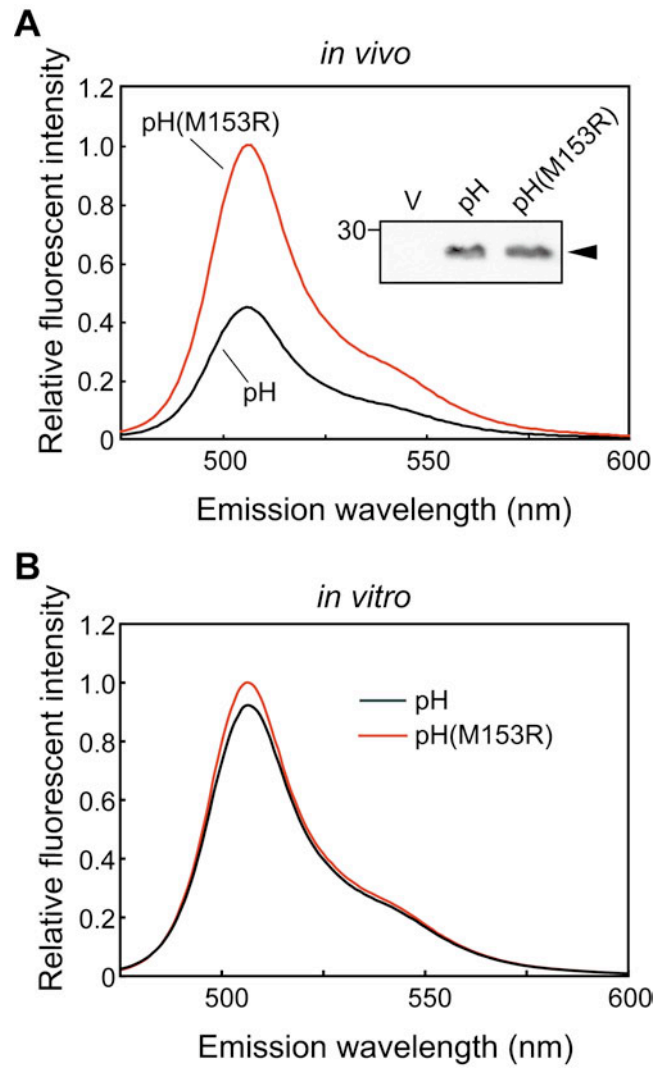 A
in vivo
Relative fluorescent intensity
1.2
1.0
0.8
0.6
0.4
0.2
0
pH(M153R)
pH
V
pH
pH(M153R)
30
500
550
600
Emission wavelength (nm)
B
in vitro
Relative fluorescent intensity
1.2
1.0
0.8
0.6
0.4
0.2
0
pH
pH(M153R)
500
550
600
Emission wavelength (nm)